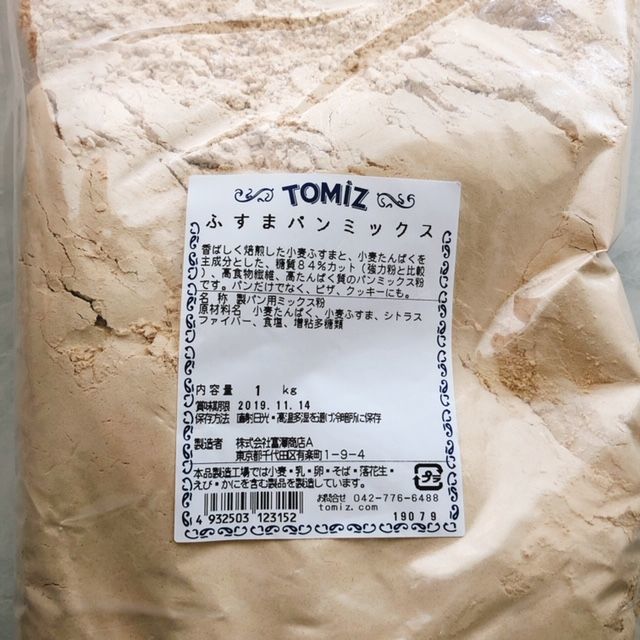 TOMIZ
ふすまパンミックス
香ばしく焙煎した小麦ふすまと、小麦たんぱくを
主成分とした、糖質84%カット(強力粉と比較
)、高食物繊維、高たんぱく質のパンミックス粉
です。パンだけでなく、ピザ、クッキーにも。
名 称 製パン用ミックス粉
原材料名 小麦たんぱく、小麦ふすま、シトラス
ファイバー、食塩、増粘多糖類
内容量 1 kg
賞味期限 2019.11.14
保存方法 直射日光・高温多湿を避け冷暗所に保存
製造者 株式会社富澤商店A
東京都千代田区有楽町1-9-4
本品製造工場では小麦・乳・卵・そば・落花生・
えび・かにを含む製品を製造しています。
プラ
お問合せ 042-776-6488
tomiz.com
4 932503 123152
19079